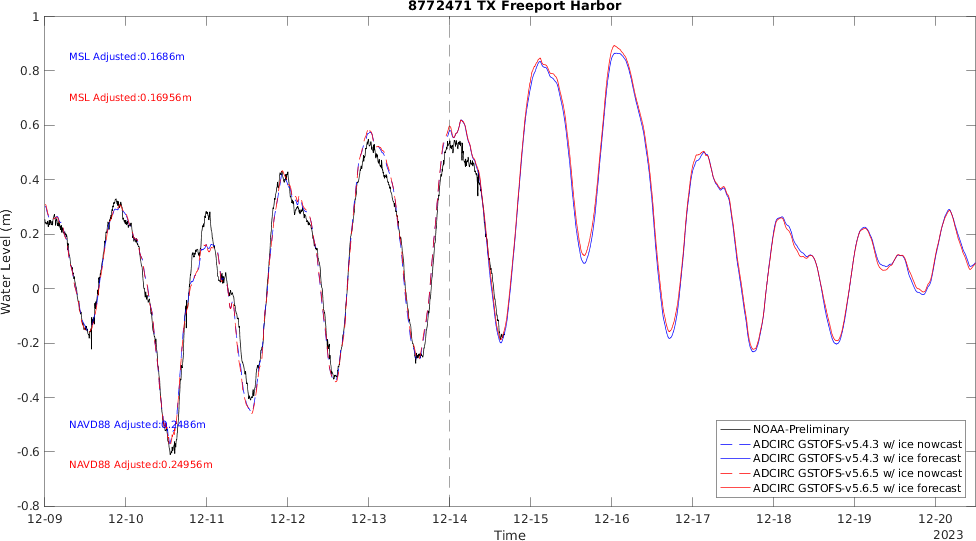 8772471 TX Freeport Harbor
1
0.8
0.6
0.4
0.2
0
-0.2
-0.4
-0.6
-0.8
Water Level (m)
MSL Adjusted:0.1686m
MSL Adjusted:0.16956m
NAVD88 Adjusted:0.2486m
NAVD88 Adjusted:0.24956m
NOAA-Preliminary
ADCIRC GSTOFS-v5.4.3 w/ ice nowcast
ADCIRC GSTOFS-v5.4.3 w/ ice forecast
ADCIRC GSTOFS-v5.6.5 w/ ice nowcast
ADCIRC GSTOFS-v5.6.5 w/ ice forecast
12-09 12-10 12-11 12-12 12-13 12-14 12-15 12-16 12-17 12-18 12-19 12-20
Time
2023